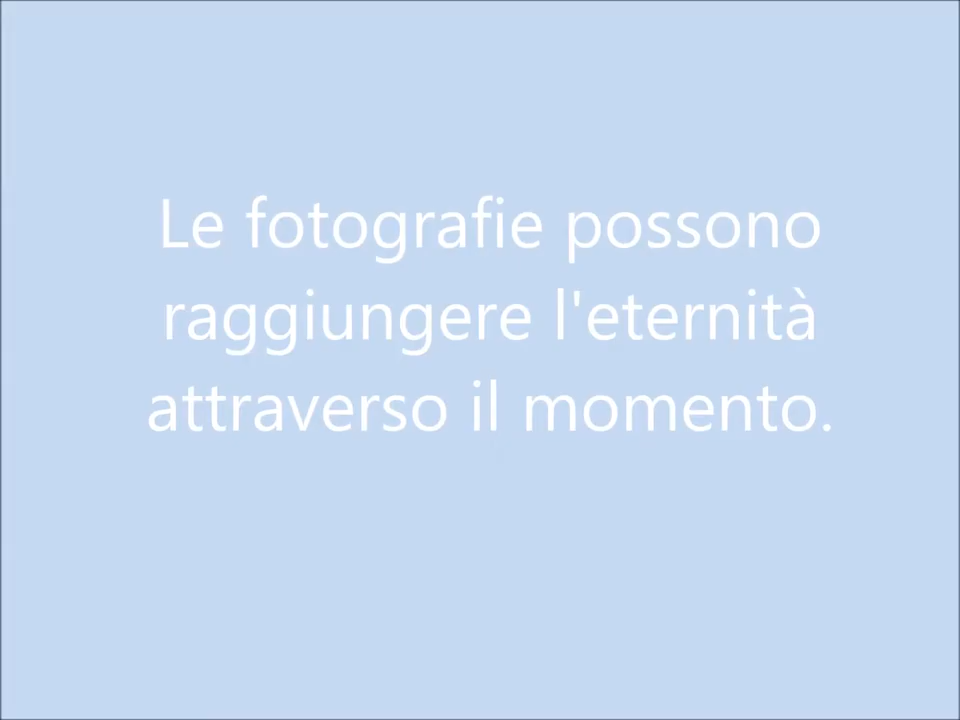 Le fotografie possono
raggiungere l'eternità
attraverso il momento.